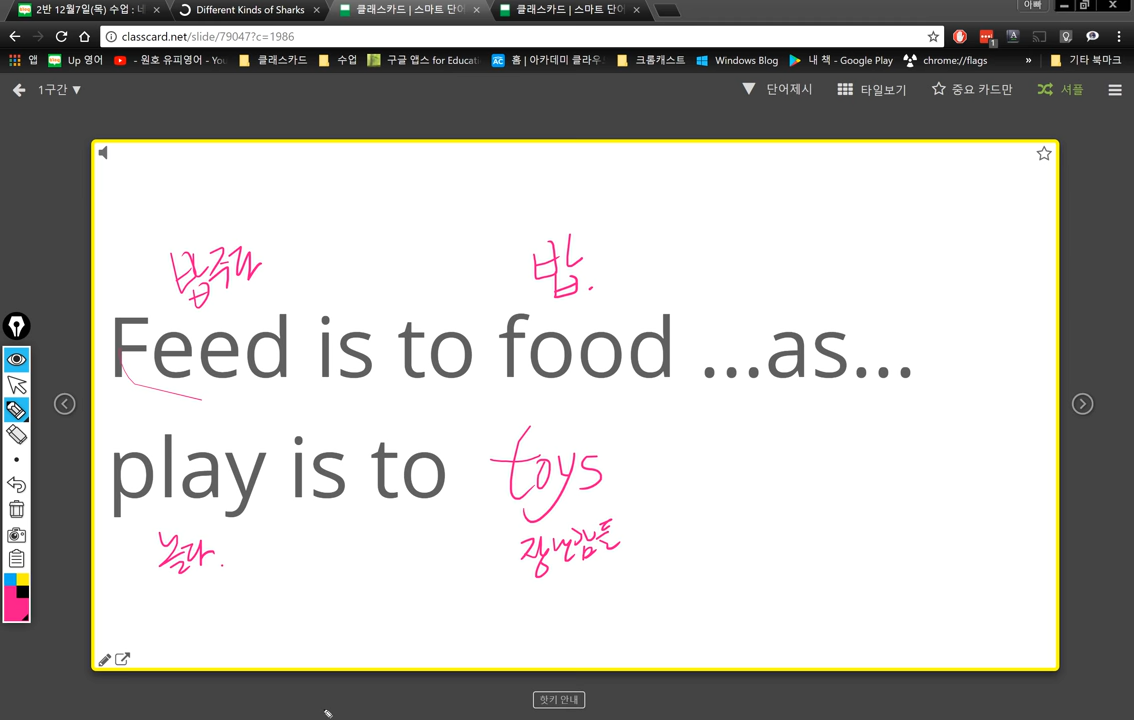 2반 12월7일(목) 수업 : 네
Different Kinds of Sharks
클래스카드 | 스마트 단어
클래스카드 | 스마트 단어
아빠
classcard.net/slide/79047?c=1986
앱
Up 영어
- 원호 유피영어 - You
클래스카드
수업
구글 앱스 for Educati
홈 | 아카데미 클라우
크롬캐스트
Windows Blog
내 책 - Google Play
chrome://flags
»
기타 북마크
1구간 ▼
단어제시
타일보기
중요 카드만
셔플
밥주다
밥.
Feed is to food ...as...
play is to toys
놀다.
장난감들
핫키 안내